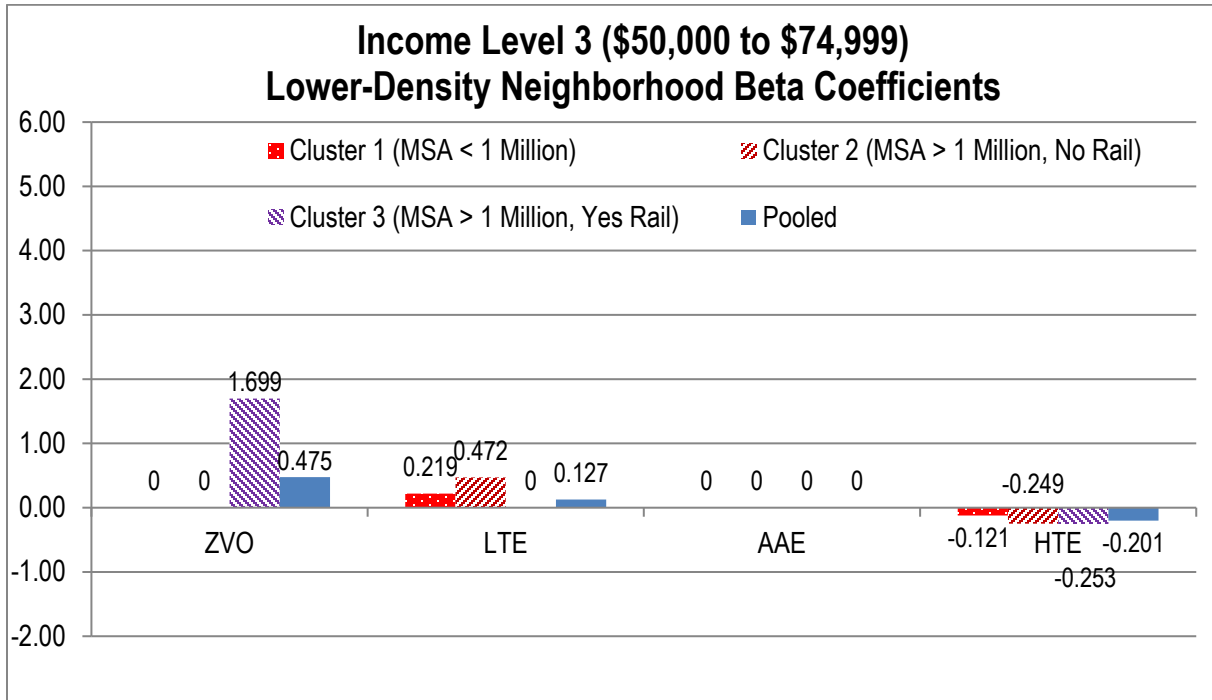 Income Level 3 ($50,000 to $74,999)
Lower-Density Neighborhood Beta Coefficients
6.00
5.00
4.00
3.00
2.00
1.00
0.00
-1.00
-2.00
Cluster 1 (MSA < 1 Million)
Cluster 2 (MSA > 1 Million, No Rail)
Cluster 3 (MSA > 1 Million, Yes Rail)
Pooled
0
0
1.699
0.475
0.219
0.472
0
0.127
0
0
0
0
-0.121
-0.249
-0.253
-0.201
ZVO
LTE
AAE
HTE